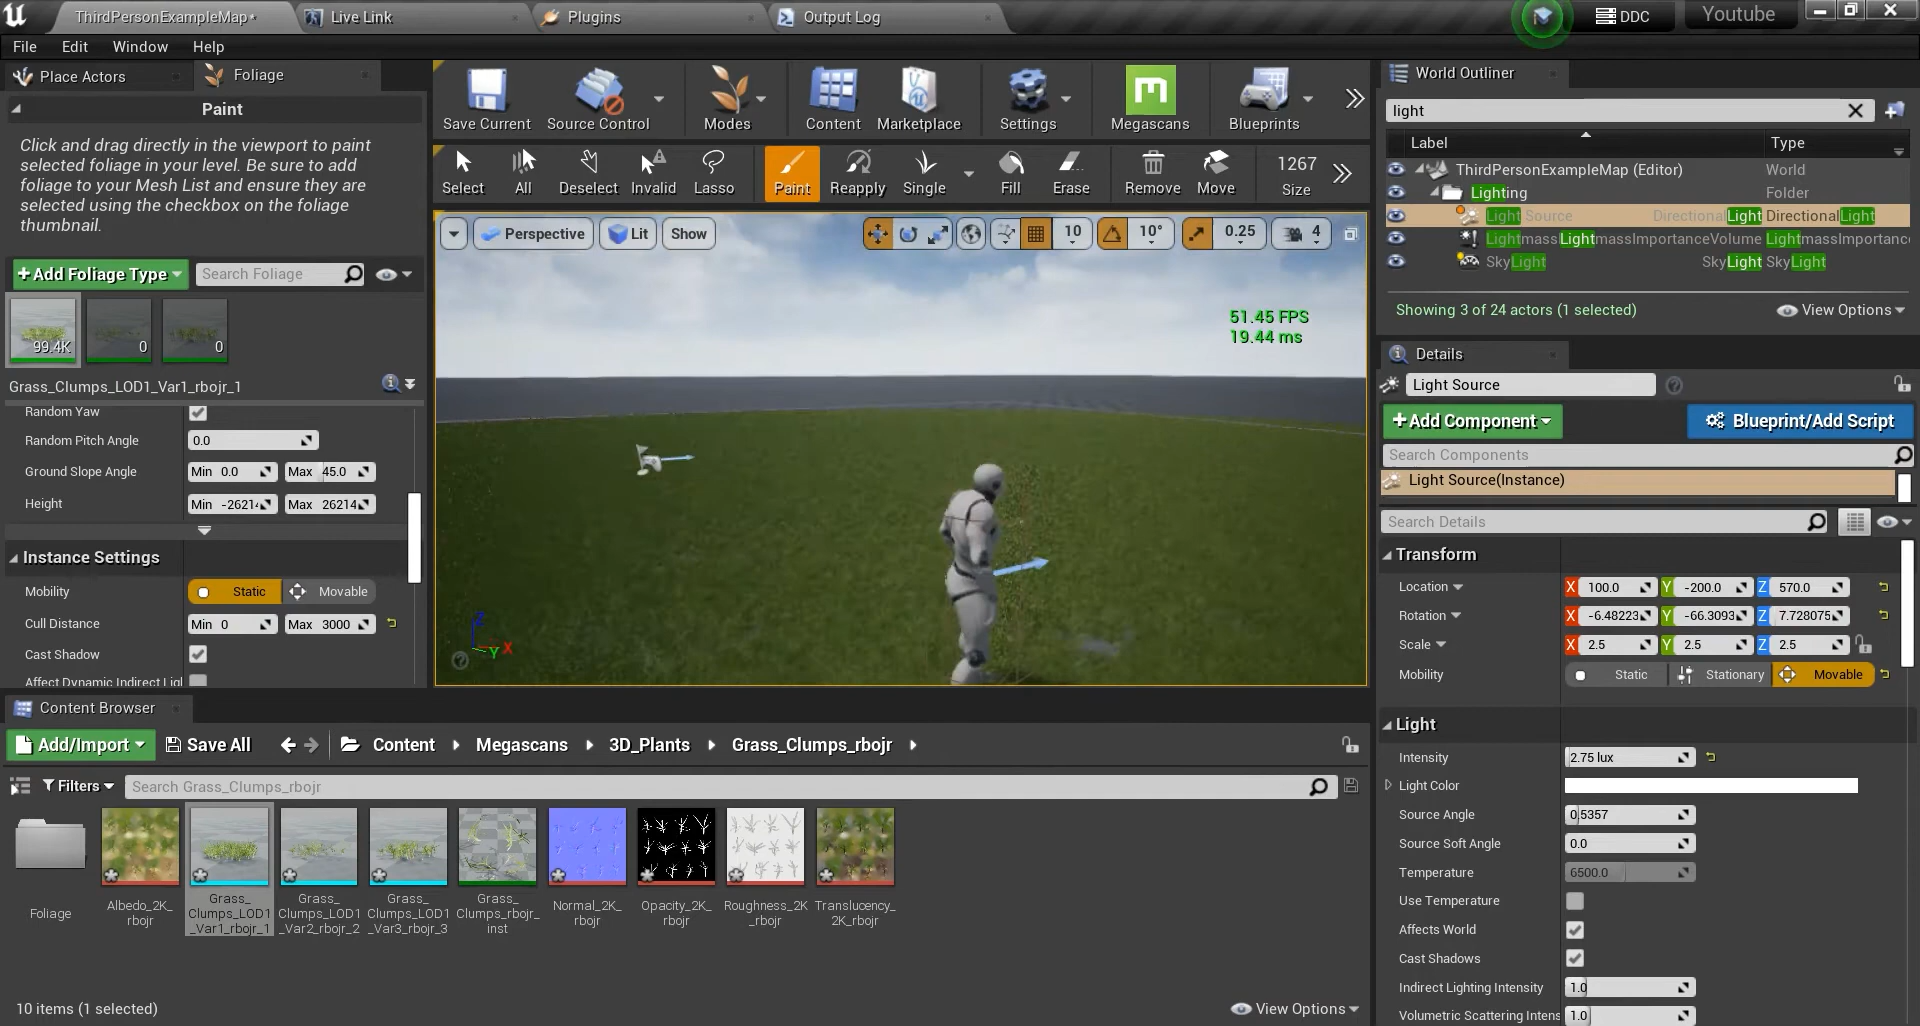 ThirdPersonExampleMap*
Live Link
Plugins
Output Log
DDC
Youtube
File Edit Window Help
Place Actors
Foliage
Paint
Click and drag directly in the viewport to paint
selected foliage in your level. Be sure to add
foliage to your Mesh List and ensure they are
selected using the checkbox on the foliage
thumbnail.
+Add Foliage Type
Search Foliage
99.4K
0
0
Grass_Clumps_LOD1_Var1_rbojr_1
Random Yaw
Random Pitch Angle 0.0
Ground Slope Angle Min 0.0 Max 45.0
Height Min -26214 Max 26214
Instance Settings
Mobility Static Movable
Cull Distance Min 0 Max 3000
Cast Shadow
Affect Dynamic Indirect Ligl
Save Current
Source Control
Modes
Content
Marketplace
Settings
Megascans
Blueprints
Select
All
Deselect
Invalid
Lasso
Paint
Reapply
Single
Fill
Erase
Remove
Move
1267
Size
Perspective
Lit
Show
10
10°
0.25
4
51.45 FPS
19.44 ms
Z
Y X
World Outliner
light
Label Type
ThirdPersonExampleMap (Editor) World
Lighting Folder
Light Source DirectionalLight DirectionalLight
LightmassLightmassImportanceVolume LightmassImportanc
SkyLight SkyLight SkyLight
Showing 3 of 24 actors (1 selected)
View Options
Details
Light Source
+Add Component
Blueprint/Add Script
Search Components
Light Source(Instance)
Search Details
Transform
Location X 100.0 Y -200.0 Z 570.0
Rotation X -6.48223 Y -66.3093 Z 7.728075
Scale X 2.5 Y 2.5 Z 2.5
Mobility Static Stationary Movable
Light
Intensity 2.75 lux
Light Color
Source Angle 0.5357
Source Soft Angle 0.0
Temperature 6500.0
Use Temperature
Affects World
Cast Shadows
Indirect Lighting Intensity 1.0
Volumetric Scattering Intens 1.0
Content Browser
Add/Import
Save All
Content
Megascans
3D_Plants
Grass_Clumps_rbojr
Filters
Search Grass_Clumps_rbojr
Foliage
Albedo_2K_
rbojr
Grass_
Clumps_LOD1
_Var1_rbojr_1
Grass_
Clumps_LOD1
_Var2_rbojr_2
Grass_
Clumps_LOD1
_Var3_rbojr_3
Grass_
Clumps_rbojr_
inst
Normal_2K_
rbojr
Opacity_2K_
rbojr
Roughness_2K
_rbojr
Translucency_
2K_rbojr
10 items (1 selected)
View Options